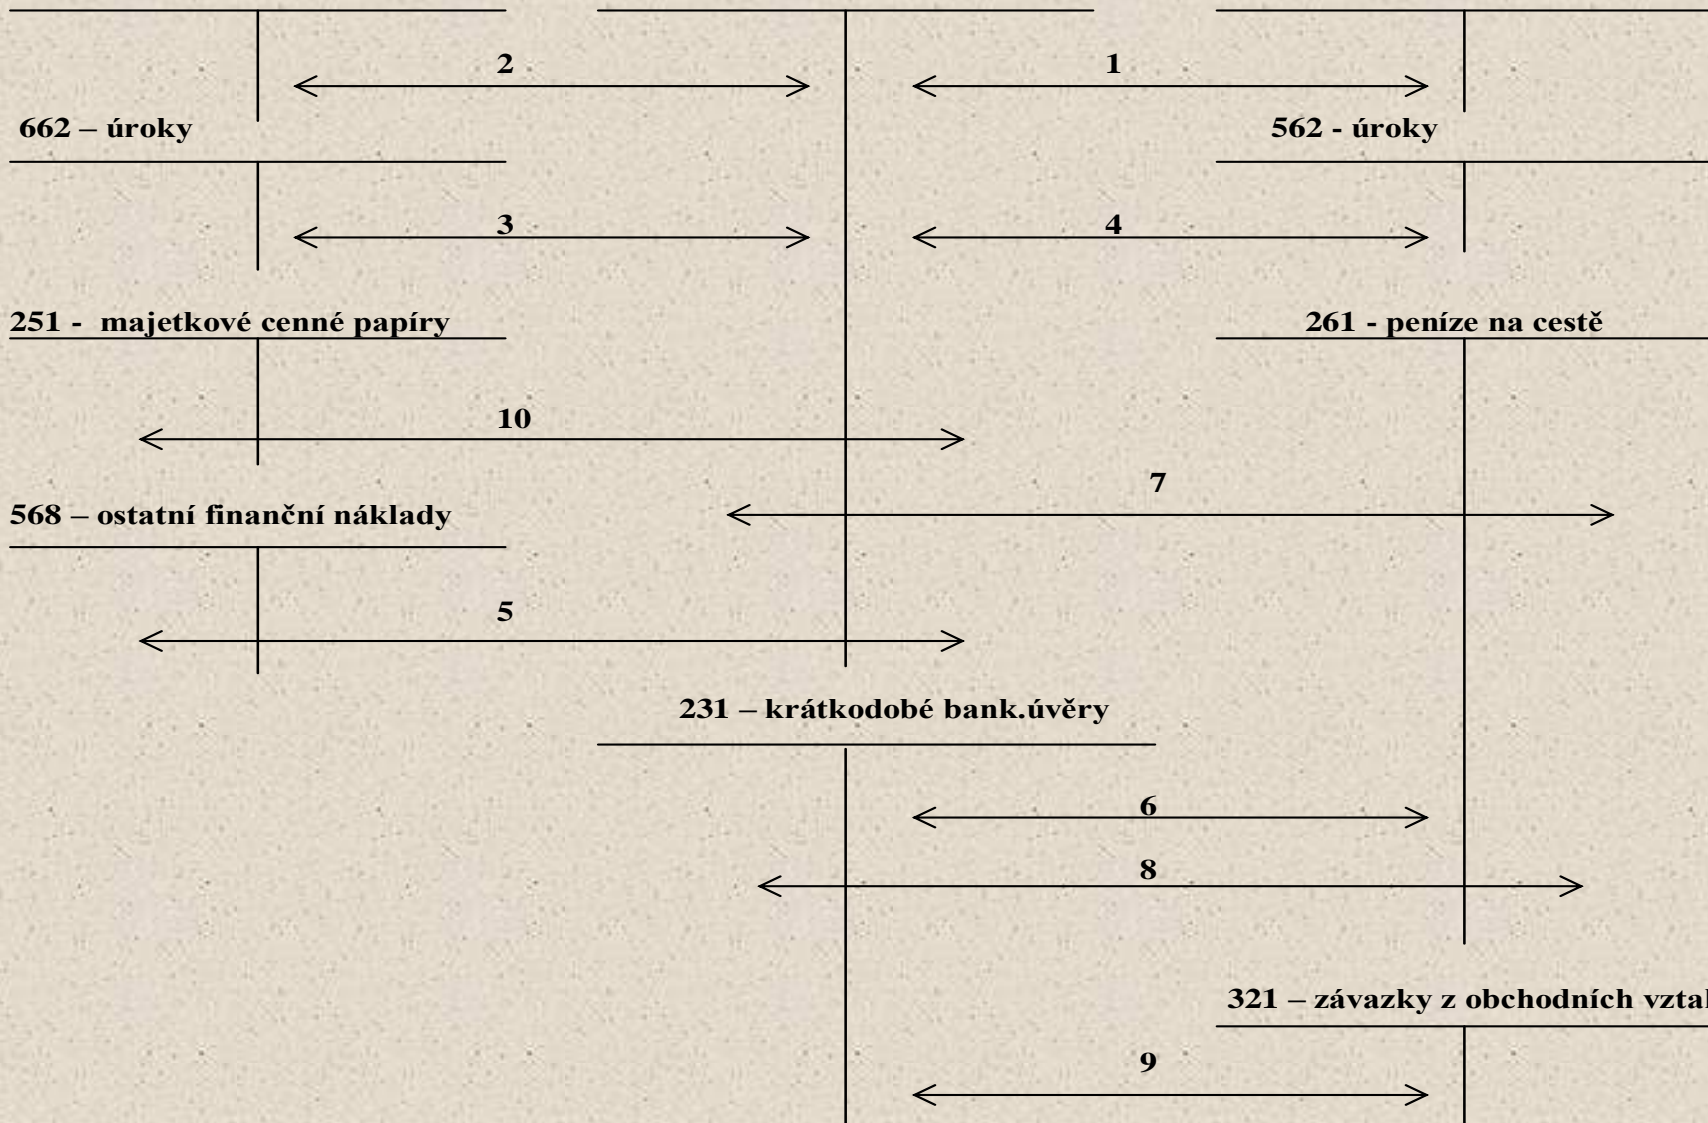 2
1
662 – úroky
562 - úroky
3
4
251 - majetkové cenné papíry
261 - peníze na cestě
10
7
568 – ostatní finanční náklady
5
231 – krátkodobé bank.úvěry
6
8
321 – závazky z obchodních
9